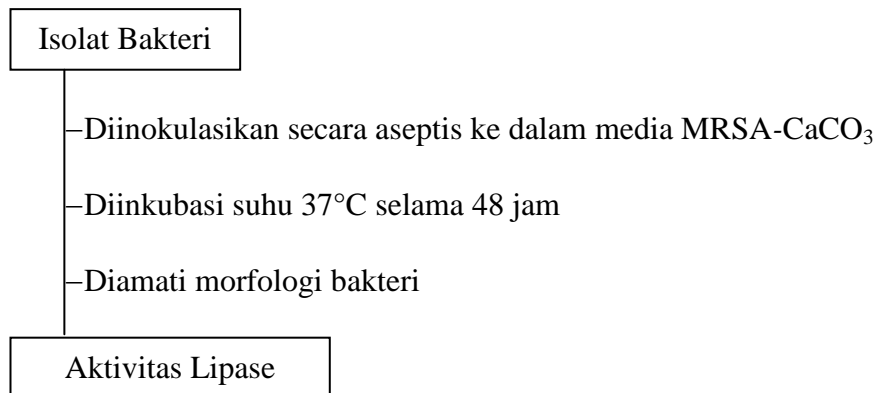 Isolat Bakteri
–Diinokulasikan secara aseptis ke dalam media MRSA-CaCO₃
–Diinkubasi suhu 37°C selama 48 jam
–Diamati morfologi bakteri
Aktivitas Lipase